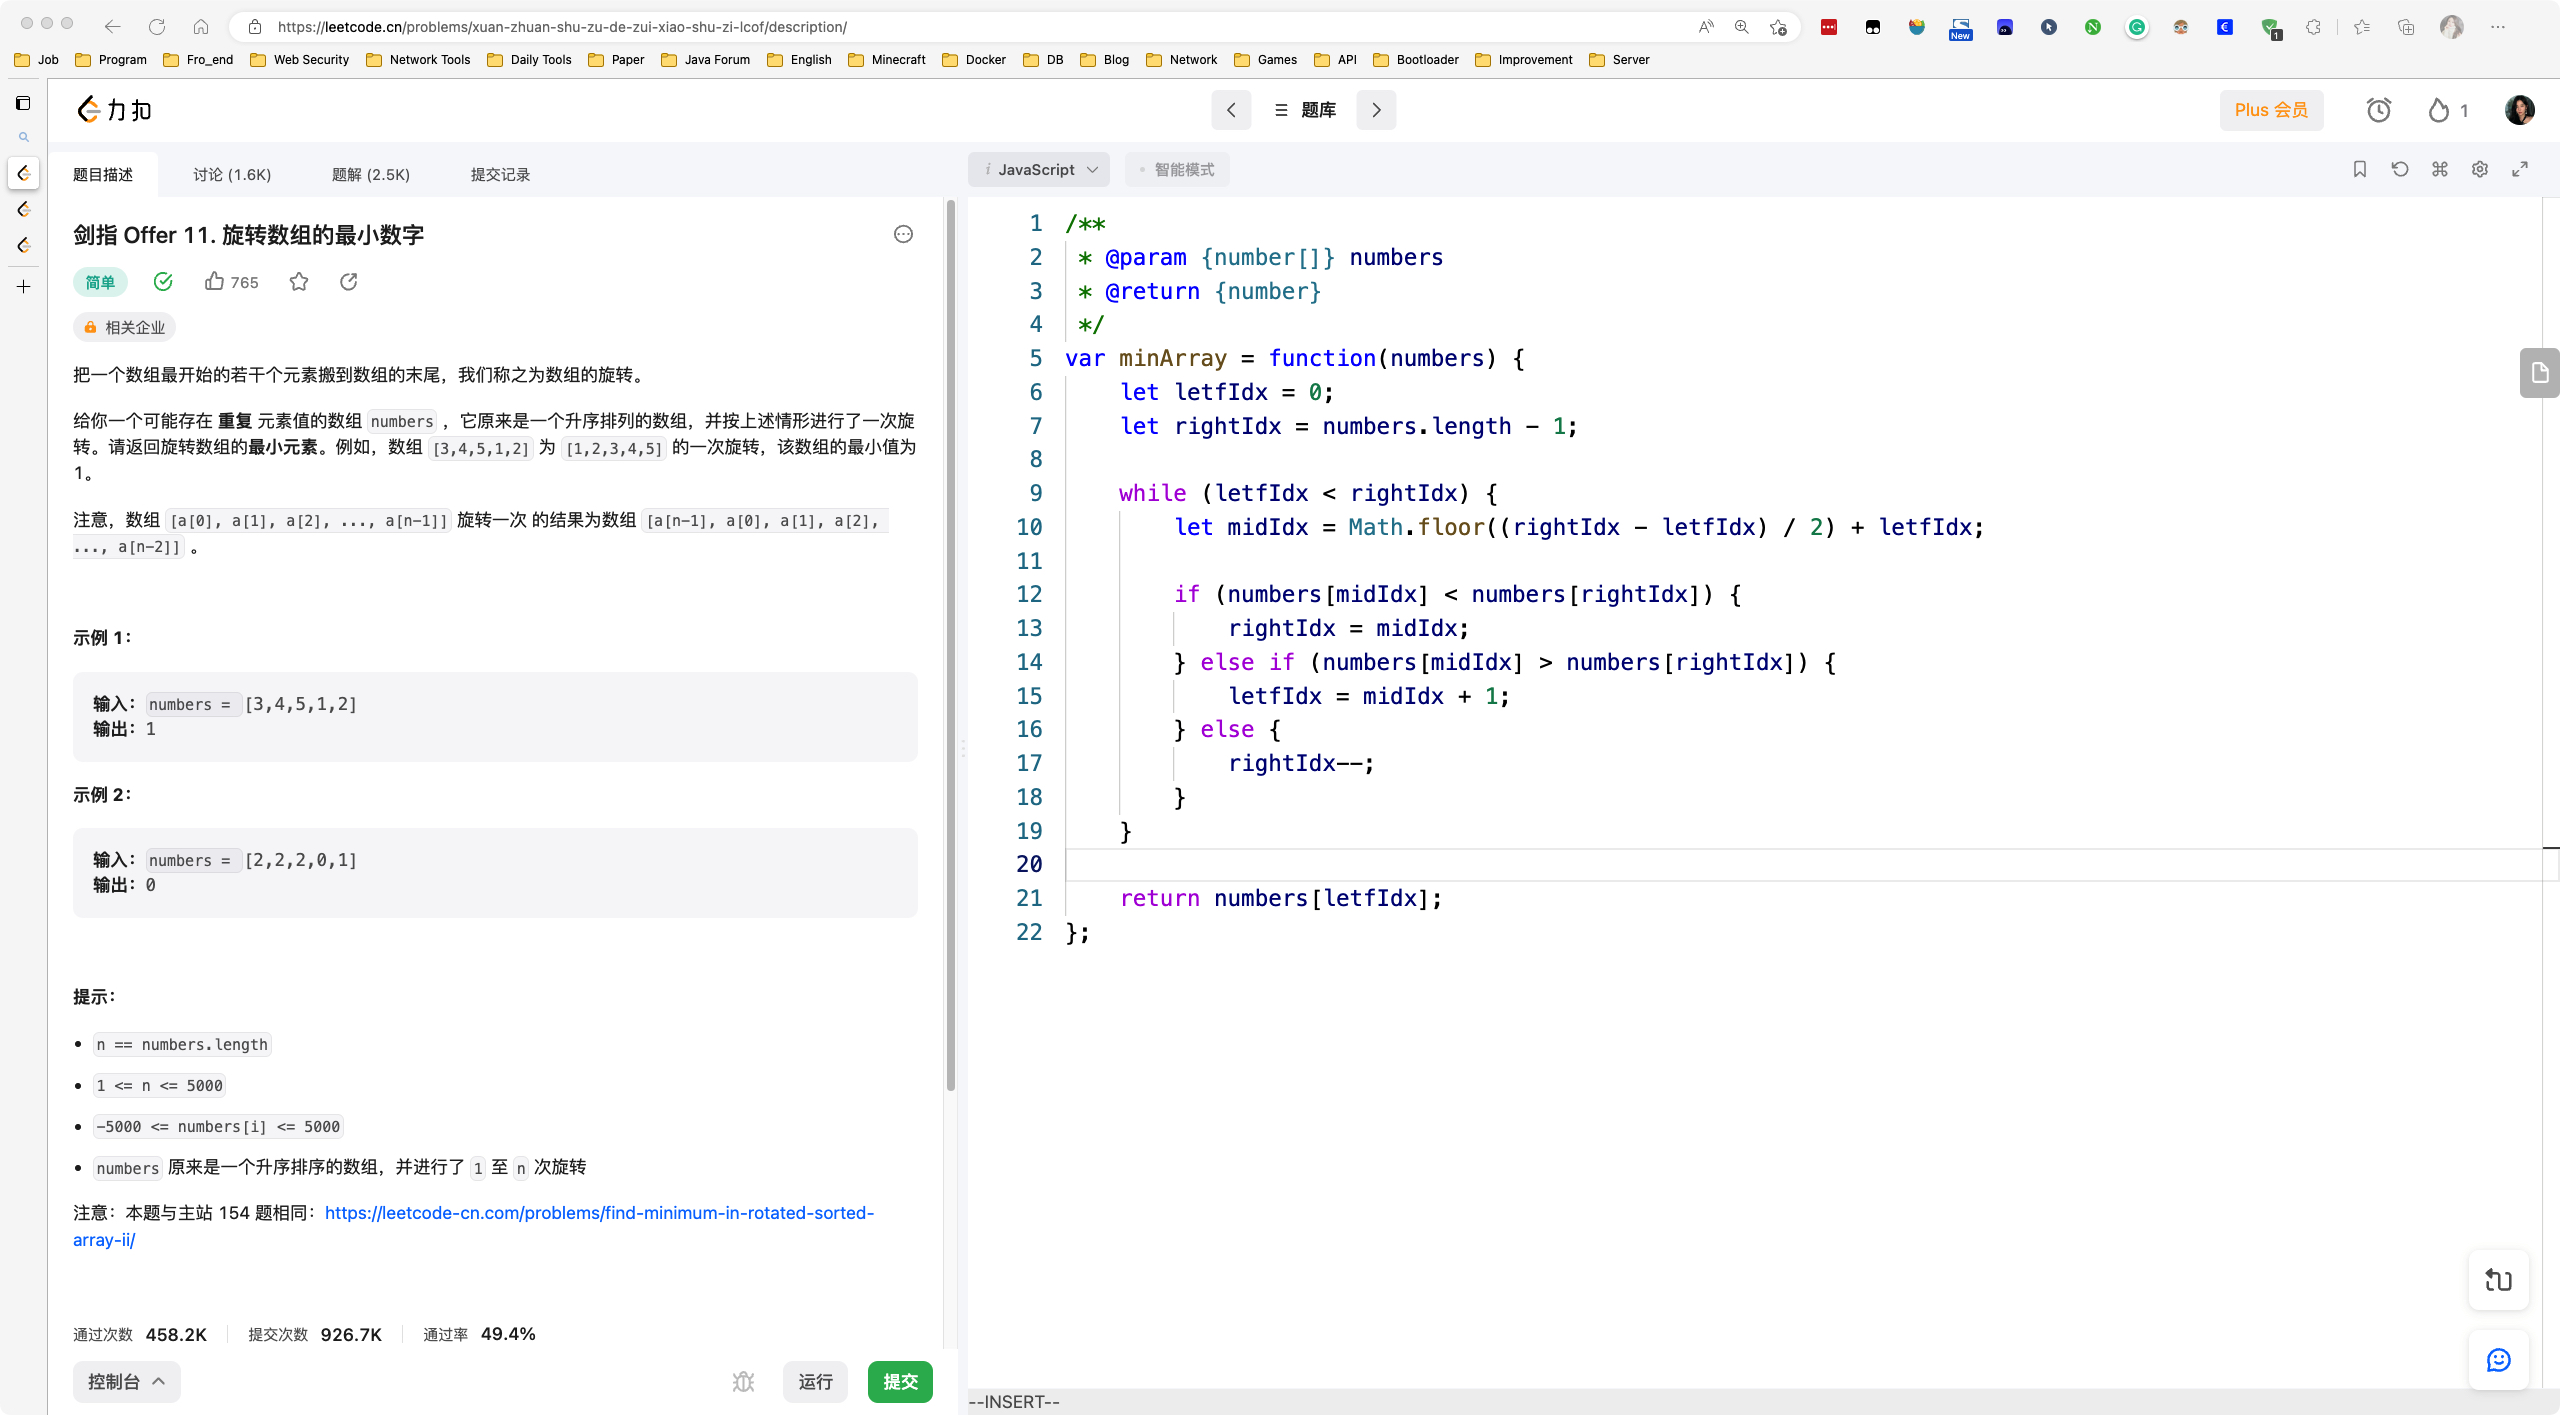 https://leetcode.cn/problems/xuan-zhuan-shu-zu-de-zui-xiao-shu-zi-lcof/description/
New
1
Job Program Fro_end Web Security Network Tools Daily Tools Paper Java Forum English Minecraft Docker DB Blog Network Games API Bootloader Improvement Server
力扣
题库
Plus 会员
1
题目描述 讨论 (1.6K) 题解 (2.5K) 提交记录
剑指 Offer 11. 旋转数组的最小数字
简单 765
相关企业
把一个数组最开始的若干个元素搬到数组的末尾，我们称之为数组的旋转。
给你一个可能存在 重复 元素值的数组 numbers ，它原来是一个升序排列的数组，并按上述情形进行了一次旋
转。请返回旋转数组的最小元素。例如，数组 [3,4,5,1,2] 为 [1,2,3,4,5] 的一次旋转，该数组的最小值为
1。
注意，数组 [a[0], a[1], a[2], ..., a[n-1]] 旋转一次 的结果为数组 [a[n-1], a[0], a[1], a[2],
..., a[n-2]] 。
示例 1：
输入：numbers = [3,4,5,1,2]
输出：1
示例 2：
输入：numbers = [2,2,2,0,1]
输出：0
提示：
n == numbers.length
1 <= n <= 5000
-5000 <= numbers[i] <= 5000
numbers 原来是一个升序排序的数组，并进行了 1 至 n 次旋转
注意：本题与主站 154 题相同：https://leetcode-cn.com/problems/find-minimum-in-rotated-sorted-
array-ii/
通过次数 458.2K 提交次数 926.7K 通过率 49.4%
控制台 运行 提交
i JavaScript 智能模式
1 /**
2 * @param {number[]} numbers
3 * @return {number}
4 */
5 var minArray = function(numbers) {
6 let letfIdx = 0;
7 let rightIdx = numbers.length - 1;
8
9 while (letfIdx < rightIdx) {
10 let midIdx = Math.floor((rightIdx - letfIdx) / 2) + letfIdx;
11
12 if (numbers[midIdx] < numbers[rightIdx]) {
13 rightIdx = midIdx;
14 } else if (numbers[midIdx] > numbers[rightIdx]) {
15 letfIdx = midIdx + 1;
16 } else {
17 rightIdx--;
18 }
19 }
20
21 return numbers[letfIdx];
22 };
--INSERT--